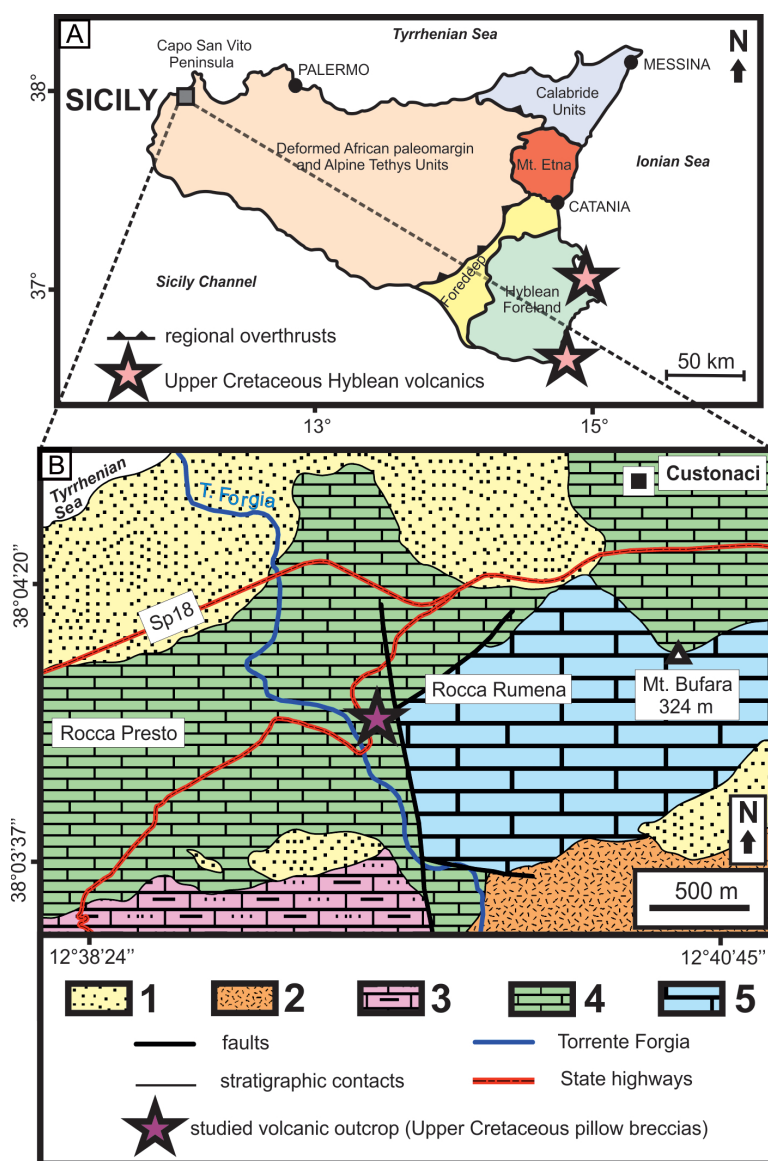 A
Tyrrhenian Sea
N
Capo San Vito
Peninsula
PALERMO
MESSINA
38°
SICILY
Calabride
Units
Deformed African paleomargin
and Alpine Tethys Units
Mt. Etna
Ionian Sea
CATANIA
Sicily Channel
Foredeep
37°
Hyblean
Foreland
regional overthrusts
50 km
Upper Cretaceous Hyblean volcanics
13°
15°
B
Tyrrhenian
Sea
T. Forgia
Custonaci
38°04'20’’
Sp18
Rocca Rumena
Mt. Bufara
324 m
Rocca Presto
N
38°03'37’’
500 m
12°38'24’’
12°40'45’’
1
2
3
4
5
faults
Torrente Forgia
stratigraphic contacts
State highways
studied volcanic outcrop (Upper Cretaceous pillow breccias)